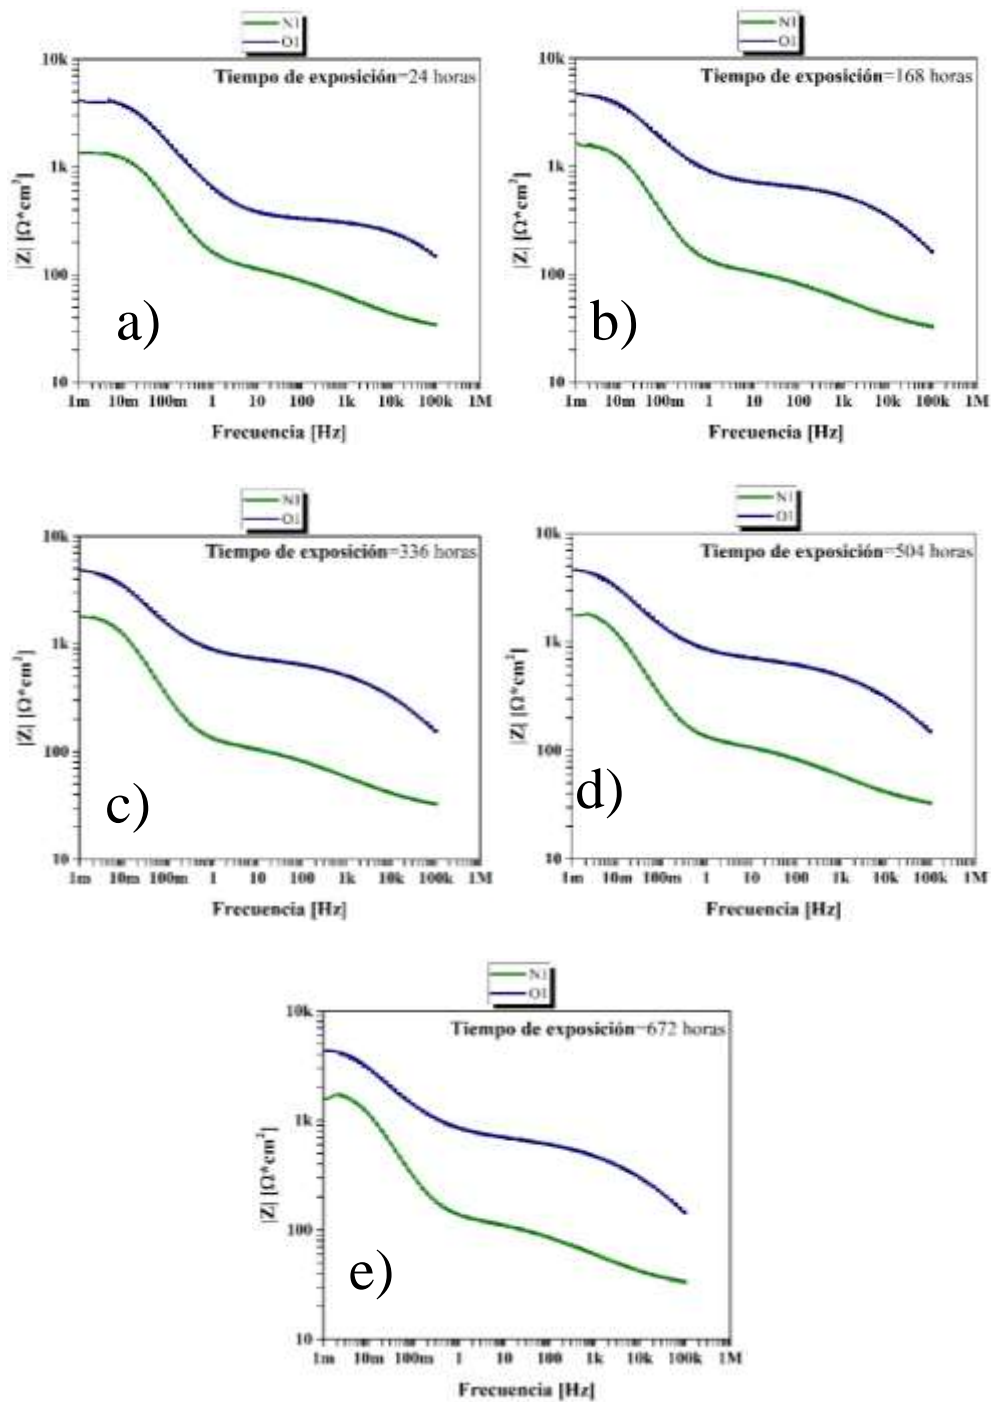 N1
O1
Tiempo de exposición=24 horas
10k
1k
100
10
|Z| [Ω*cm²]
a)
1m 10m 100m 1 10 100 1k 10k 100k 1M
Frecuencia [Hz]
N1
O1
Tiempo de exposición=168 horas
10k
1k
100
10
|Z| [Ω*cm²]
b)
1m 10m 100m 1 10 100 1k 10k 100k 1M
Frecuencia [Hz]
N1
O1
Tiempo de exposición=336 horas
10k
1k
100
10
|Z| [Ω*cm²]
c)
1m 10m 100m 1 10 100 1k 10k 100k 1M
Frecuencia [Hz]
N1
O1
Tiempo de exposición=504 horas
10k
1k
100
10
|Z| [Ω*cm²]
d)
1m 10m 100m 1 10 100 1k 10k 100k 1M
Frecuencia [Hz]
N1
O1
Tiempo de exposición=672 horas
10k
1k
100
10
|Z| [Ω*cm²]
e)
1m 10m 100m 1 10 100 1k 10k 100k 1M
Frecuencia [Hz]